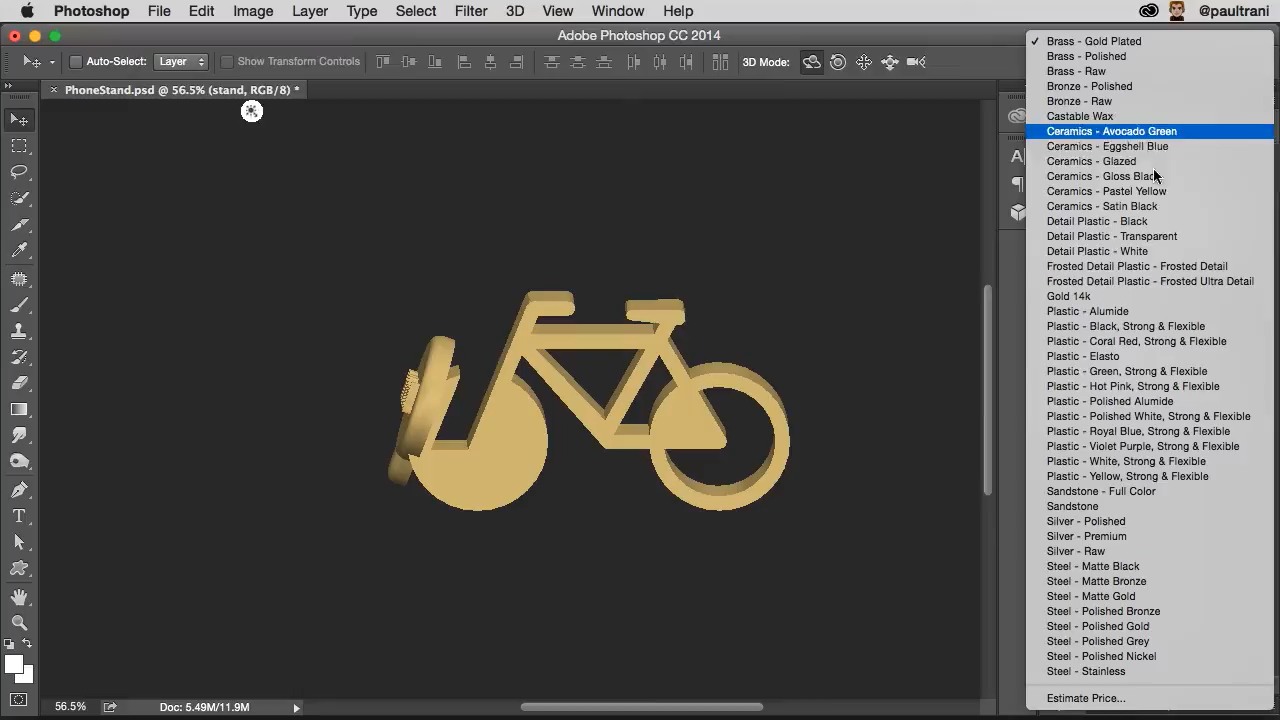 Photoshop File Edit Image Layer Type Select Filter 3D View Window Help @paultrani
Adobe Photoshop CC 2014
Auto-Select: Layer Show Transform Controls 3D Mode:
× PhoneStand.psd @ 56.5% (stand, RGB/8) *
✓ Brass - Gold Plated
Brass - Polished
Brass - Raw
Bronze - Polished
Bronze - Raw
Castable Wax
Ceramics - Avocado Green
Ceramics - Eggshell Blue
Ceramics - Glazed
Ceramics - Gloss Black
Ceramics - Pastel Yellow
Ceramics - Satin Black
Detail Plastic - Black
Detail Plastic - Transparent
Detail Plastic - White
Frosted Detail Plastic - Frosted Detail
Frosted Detail Plastic - Frosted Ultra Detail
Gold 14k
Plastic - Alumide
Plastic - Black, Strong & Flexible
Plastic - Coral Red, Strong & Flexible
Plastic - Elasto
Plastic - Green, Strong & Flexible
Plastic - Hot Pink, Strong & Flexible
Plastic - Polished Alumide
Plastic - Polished White, Strong & Flexible
Plastic - Royal Blue, Strong & Flexible
Plastic - Violet Purple, Strong & Flexible
Plastic - White, Strong & Flexible
Plastic - Yellow, Strong & Flexible
Sandstone - Full Color
Sandstone
Silver - Polished
Silver - Premium
Silver - Raw
Steel - Matte Black
Steel - Matte Bronze
Steel - Matte Gold
Steel - Polished Bronze
Steel - Polished Gold
Steel - Polished Grey
Steel - Polished Nickel
Steel - Stainless
Estimate Price...
56.5% Doc: 5.49M/11.9M